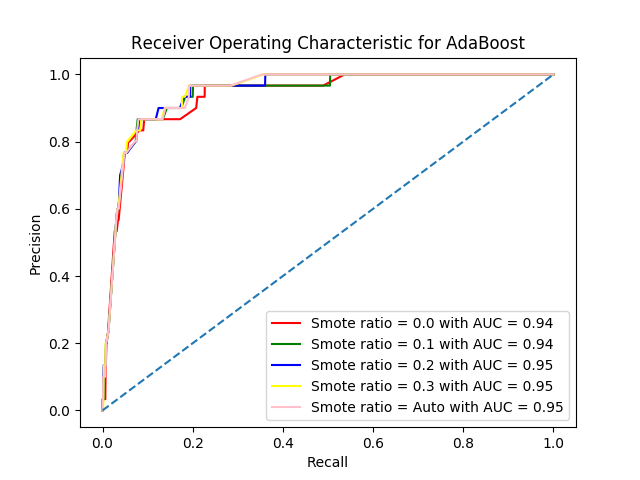 Receiver Operating Characteristic for AdaBoost
1.0
0.8
0.6
0.4
0.2
0.0
Precision
Smote ratio = 0.0 with AUC = 0.94
Smote ratio = 0.1 with AUC = 0.94
Smote ratio = 0.2 with AUC = 0.95
Smote ratio = 0.3 with AUC = 0.95
Smote ratio = Auto with AUC = 0.95
0.0 0.2 0.4 0.6 0.8 1.0
Recall